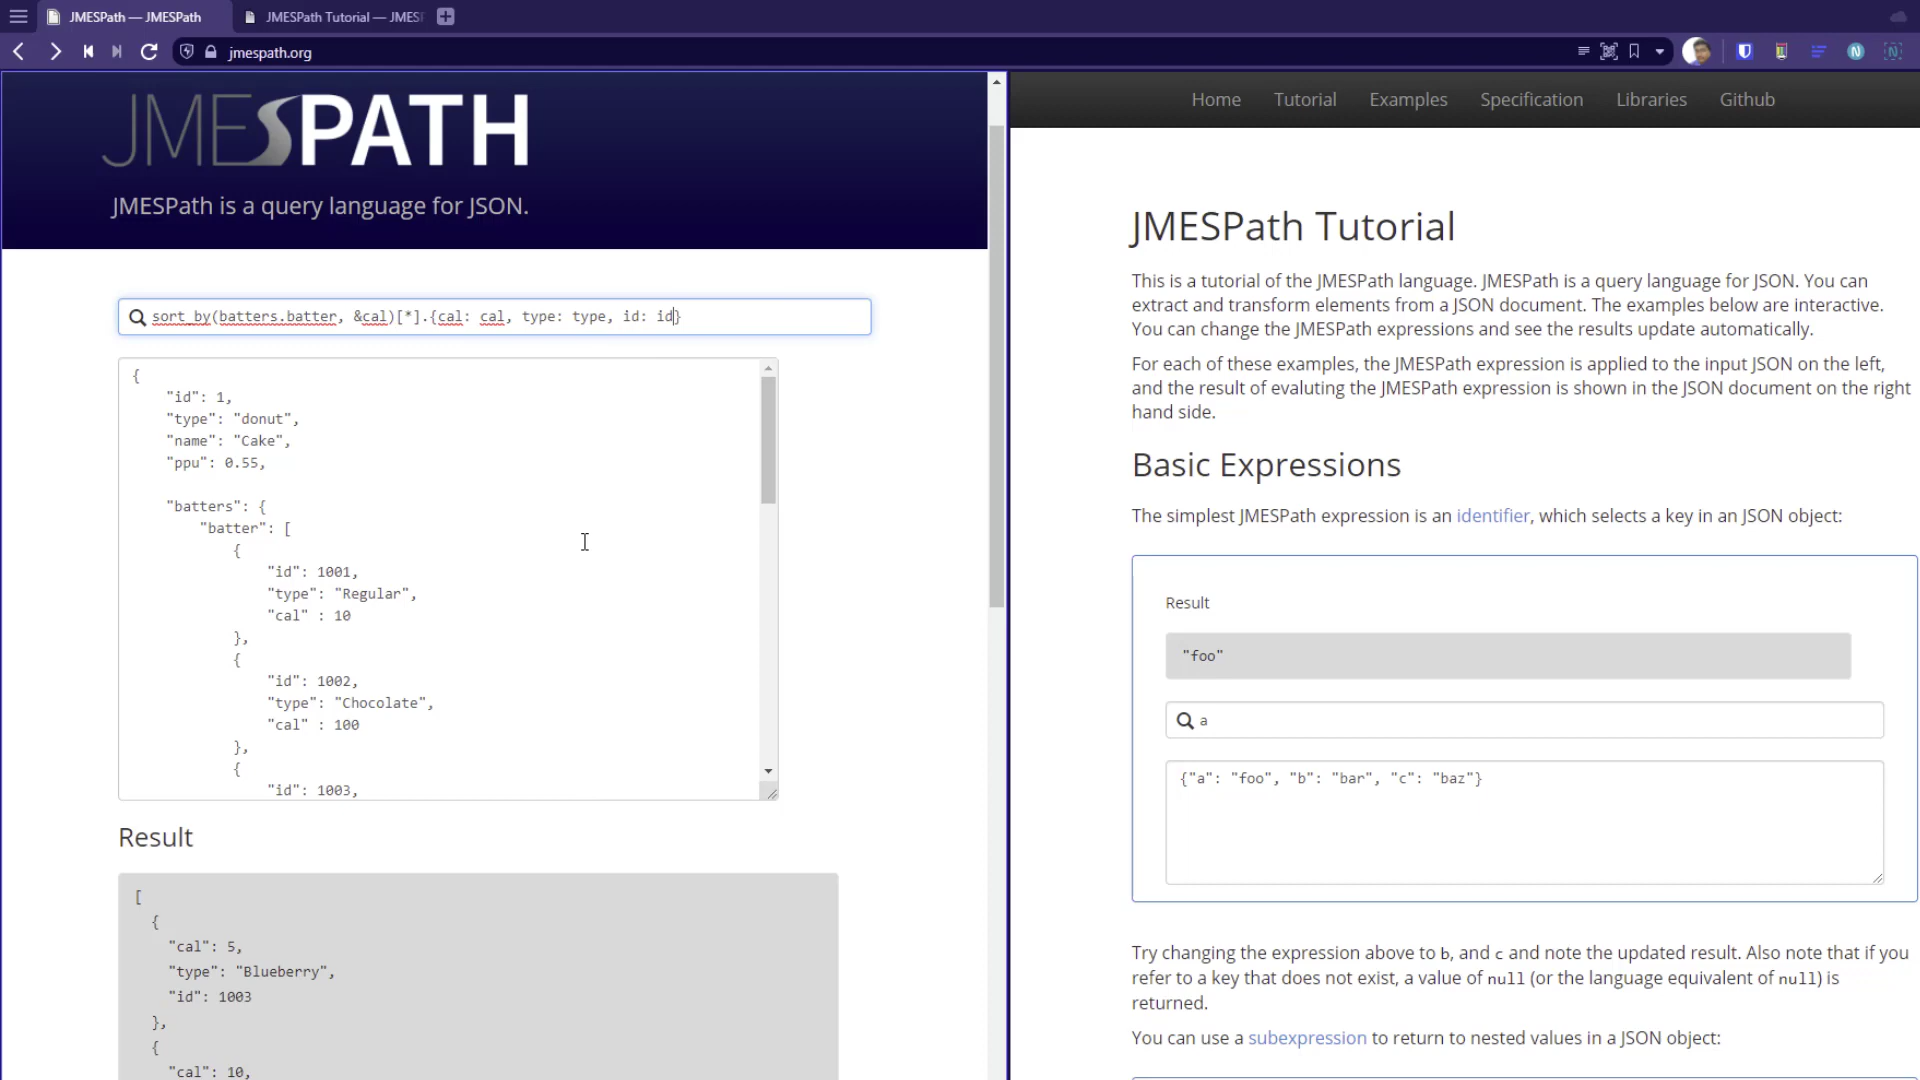 JMESPath — JMESPath
JMESPath Tutorial — JMES
jmespath.org
JMESPATH
JMESPath is a query language for JSON.
sort_by(batters.batter, &cal)[*].{cal: cal, type: type, id: id}
{
"id": 1,
"type": "donut",
"name": "Cake",
"ppu": 0.55,
"batters": {
"batter": [
{
"id": 1001,
"type": "Regular",
"cal" : 10
},
{
"id": 1002,
"type": "Chocolate",
"cal" : 100
},
{
"id": 1003,
Result
[
{
"cal": 5,
"type": "Blueberry",
"id": 1003
},
{
"cal": 10,
Home Tutorial Examples Specification Libraries Github
JMESPath Tutorial
This is a tutorial of the JMESPath language. JMESPath is a query language for JSON. You can
extract and transform elements from a JSON document. The examples below are interactive.
You can change the JMESPath expressions and see the results update automatically.
For each of these examples, the JMESPath expression is applied to the input JSON on the left,
and the result of evaluting the JMESPath expression is shown in the JSON document on the right
hand side.
Basic Expressions
The simplest JMESPath expression is an identifier, which selects a key in an JSON object:
Result
"foo"
a
{"a": "foo", "b": "bar", "c": "baz"}
Try changing the expression above to b, and c and note the updated result. Also note that if you
refer to a key that does not exist, a value of null (or the language equivalent of null) is
returned.
You can use a subexpression to return to nested values in a JSON object: